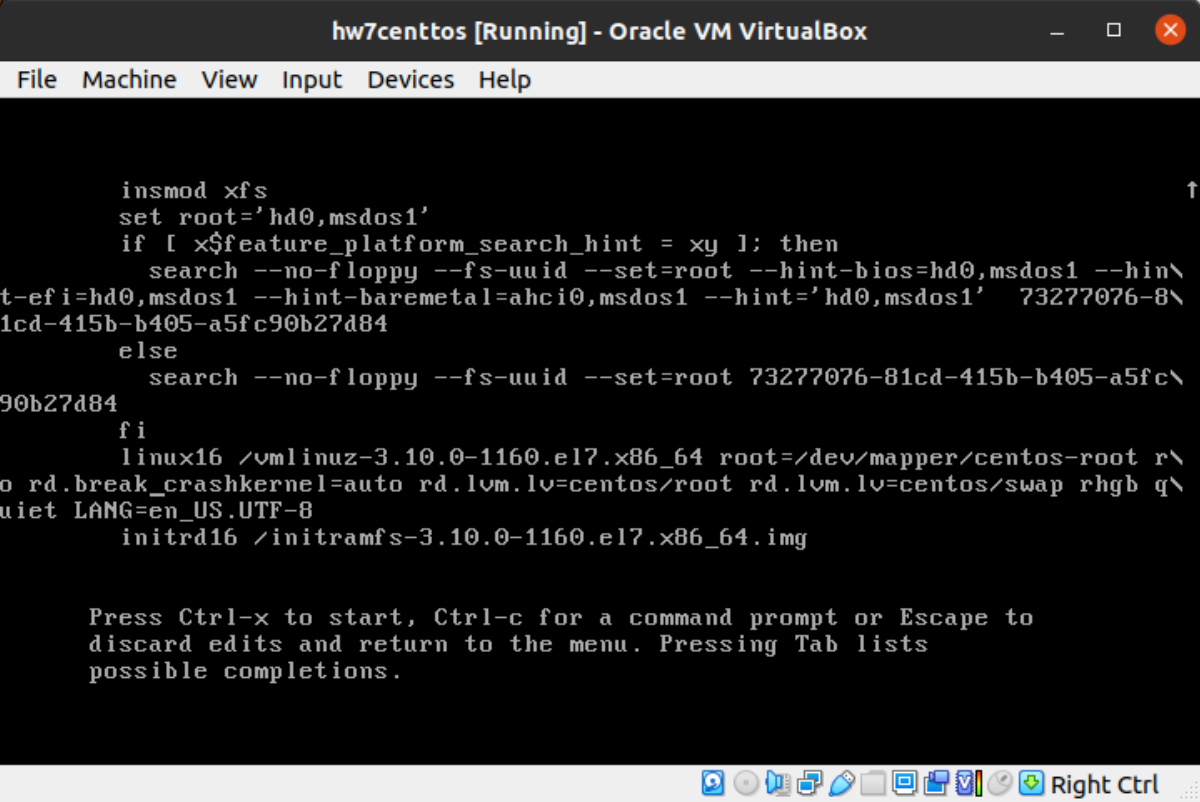 hw7centtos [Running] - Oracle VM VirtualBox
File Machine View Input Devices Help
insmod xfs
set root='hd0,msdos1'
if [ x$feature_platform_search_hint = xy ]; then
search --no-floppy --fs-uuid --set=root --hint-bios=hd0,msdos1 --hin\
t-efi=hd0,msdos1 --hint-baremetal=ahci0,msdos1 --hint='hd0,msdos1'  73277076-8\
1cd-415b-b405-a5fc90b27d84
else
search --no-floppy --fs-uuid --set=root 73277076-81cd-415b-b405-a5fc\
90b27d84
fi
linux16 /vmlinuz-3.10.0-1160.el7.x86_64 root=/dev/mapper/centos-root r\
o rd.break_crashkernel=auto rd.lvm.lv=centos/root rd.lvm.lv=centos/swap rhgb q\
uiet LANG=en_US.UTF-8
initrd16 /initramfs-3.10.0-1160.el7.x86_64.img
Press Ctrl-x to start, Ctrl-c for a command prompt or Escape to
discard edits and return to the menu. Pressing Tab lists
possible completions.
Right Ctrl